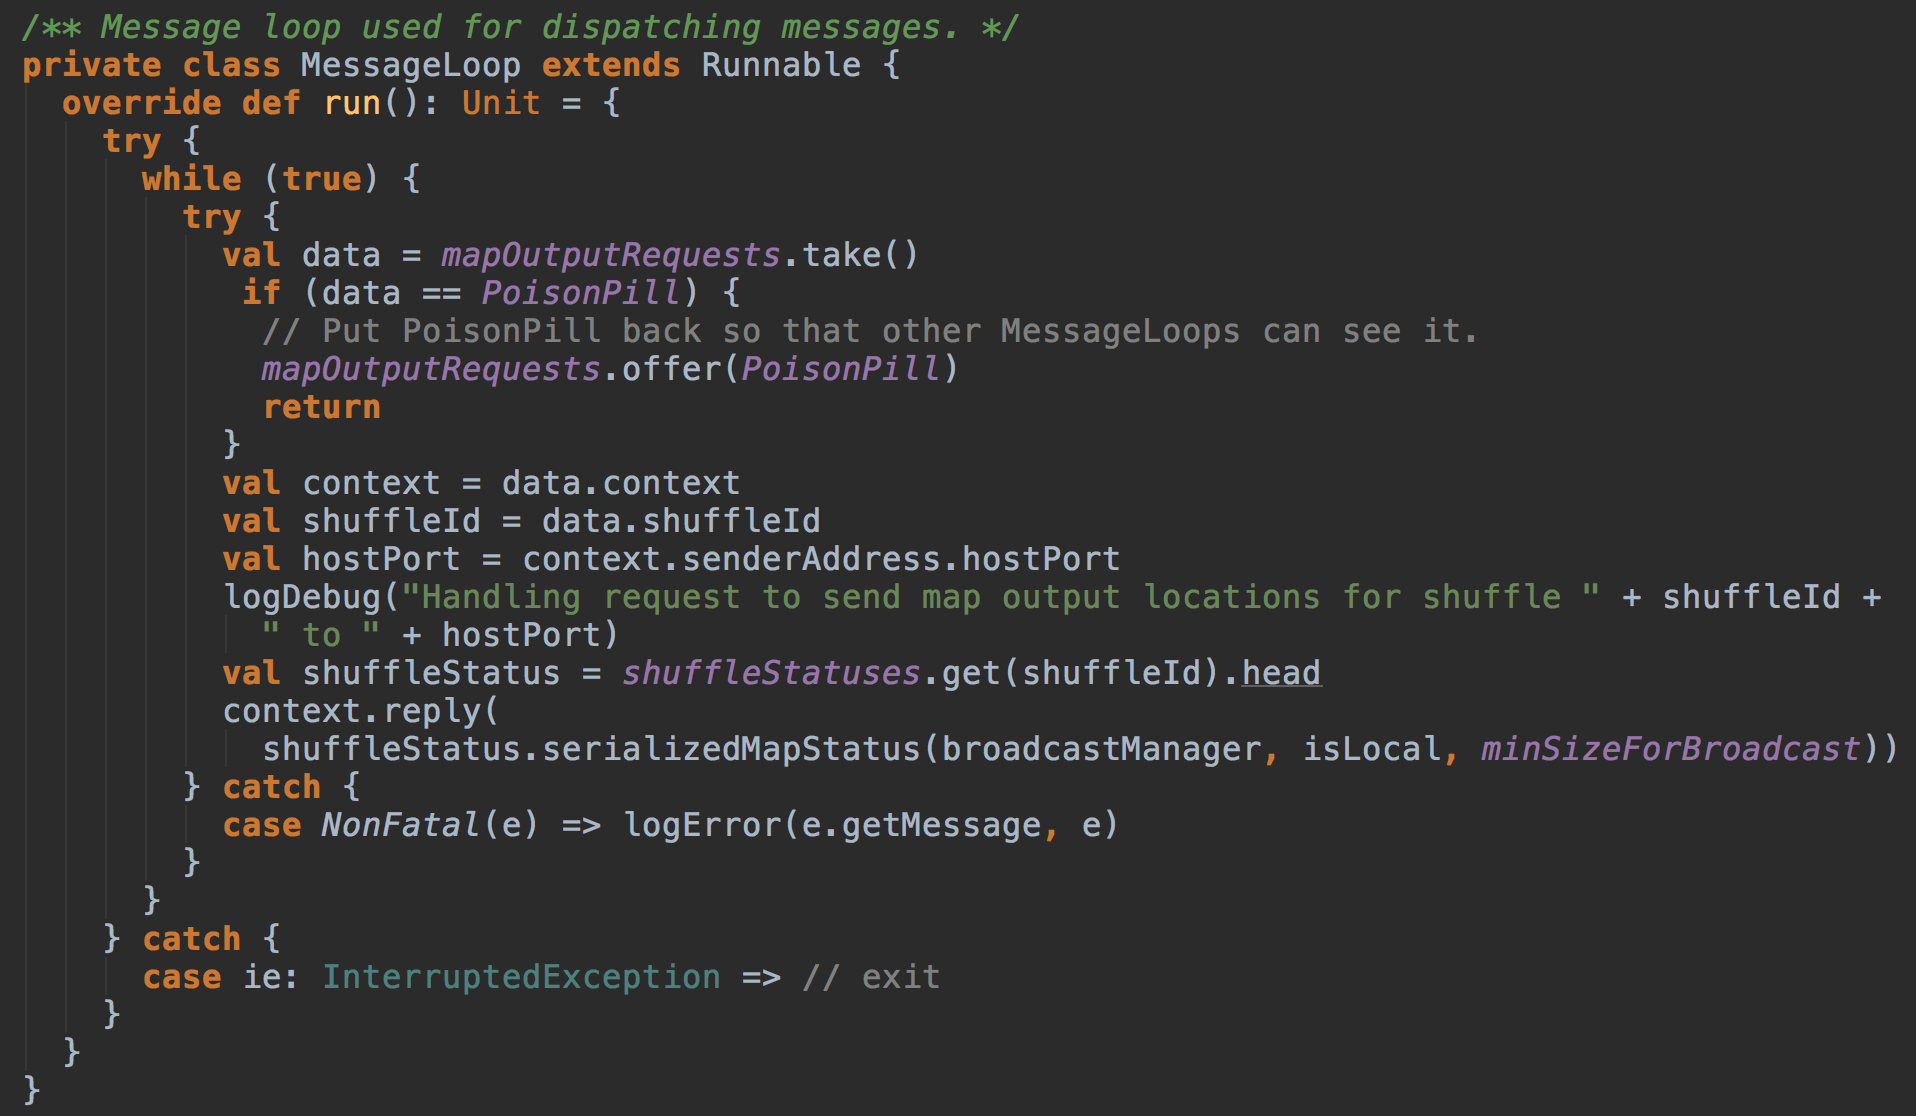 /** Message loop used for dispatching messages. */
private class MessageLoop extends Runnable {
  override def run(): Unit = {
    try {
      while (true) {
        try {
          val data = mapOutputRequests.take()
           if (data == PoisonPill) {
            // Put PoisonPill back so that other MessageLoops can see it.
            mapOutputRequests.offer(PoisonPill)
            return
          }
          val context = data.context
          val shuffleId = data.shuffleId
          val hostPort = context.senderAddress.hostPort
          logDebug("Handling request to send map output locations for shuffle " + shuffleId +
            " to " + hostPort)
          val shuffleStatus = shuffleStatuses.get(shuffleId).head
          context.reply(
            shuffleStatus.serializedMapStatus(broadcastManager, isLocal, minSizeForBroadcast))
        } catch {
          case NonFatal(e) => logError(e.getMessage, e)
        }
      }
    } catch {
      case ie: InterruptedException => // exit
    }
  }
}